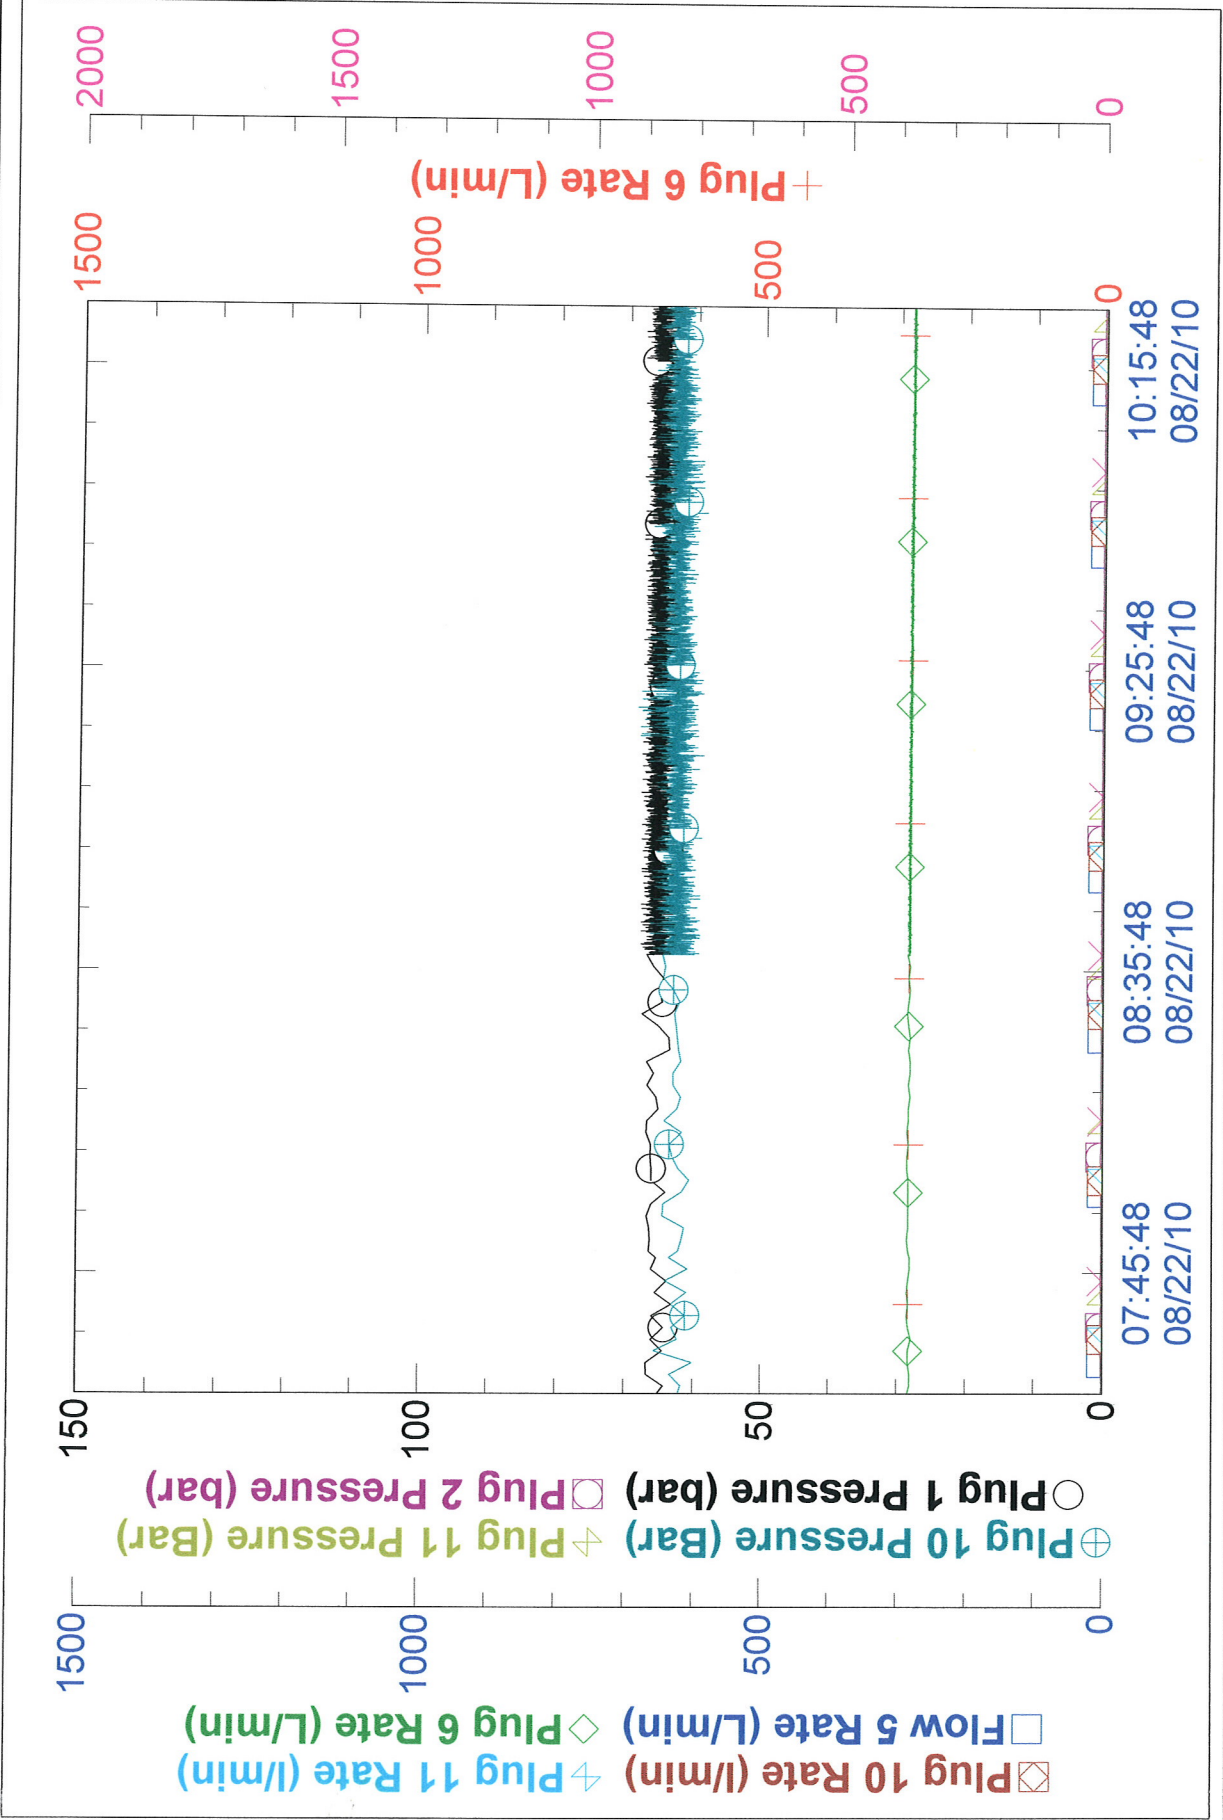 Plug 10 Rate (l/min)
Plug 11 Rate (l/min)
Flow 5 Rate (L/min)
Plug 6 Rate (L/min)
1500
1000
500
0
Plug 10 Pressure (Bar)
Plug 11 Pressure (Bar)
Plug 1 Pressure (bar)
Plug 2 Pressure (bar)
150
100
50
0
07:45:48
08/22/10
08:35:48
08/22/10
09:25:48
08/22/10
10:15:48
08/22/10
1500
1000
500
0
Plug 6 Rate (L/min)
2000
1500
1000
500
0